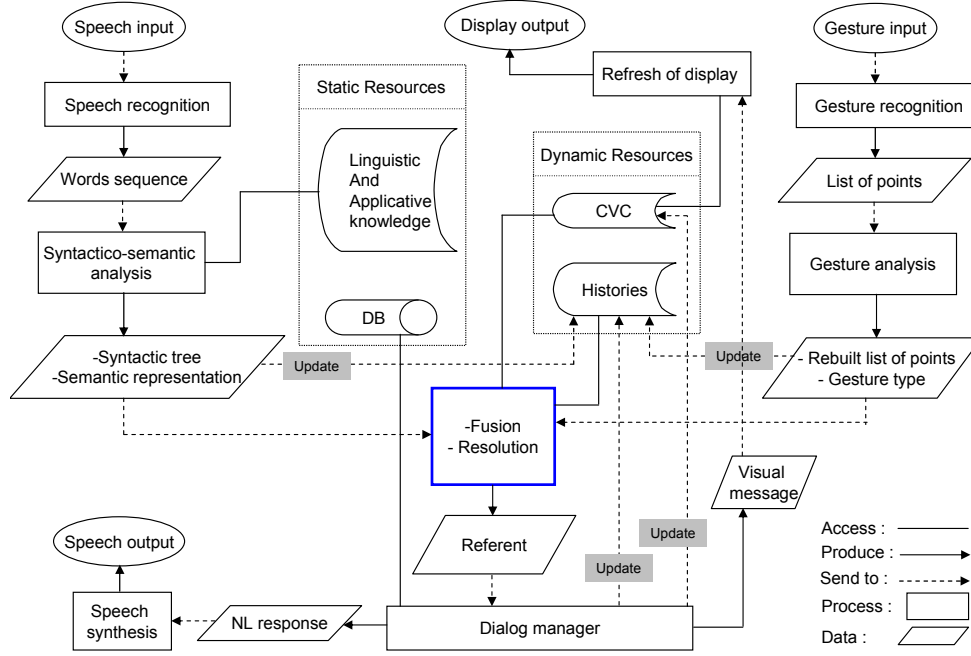 Speech input
Display output
Gesture input
Speech recognition
Static Resources
Refresh of display
Gesture recognition
Words sequence
Linguistic
And
Applicative
knowledge
Dynamic Resources
List of points
CVC
Syntactico-semantic
analysis
Gesture analysis
Histories
DB
-Syntactic tree
-Semantic representation
Update
Update
- Rebuilt list of points
- Gesture type
-Fusion
- Resolution
Visual
message
Referent
Update
Update
Speech output
Speech
synthesis
NL response
Dialog manager
Access :
Produce :
Send to :
Process :
Data :